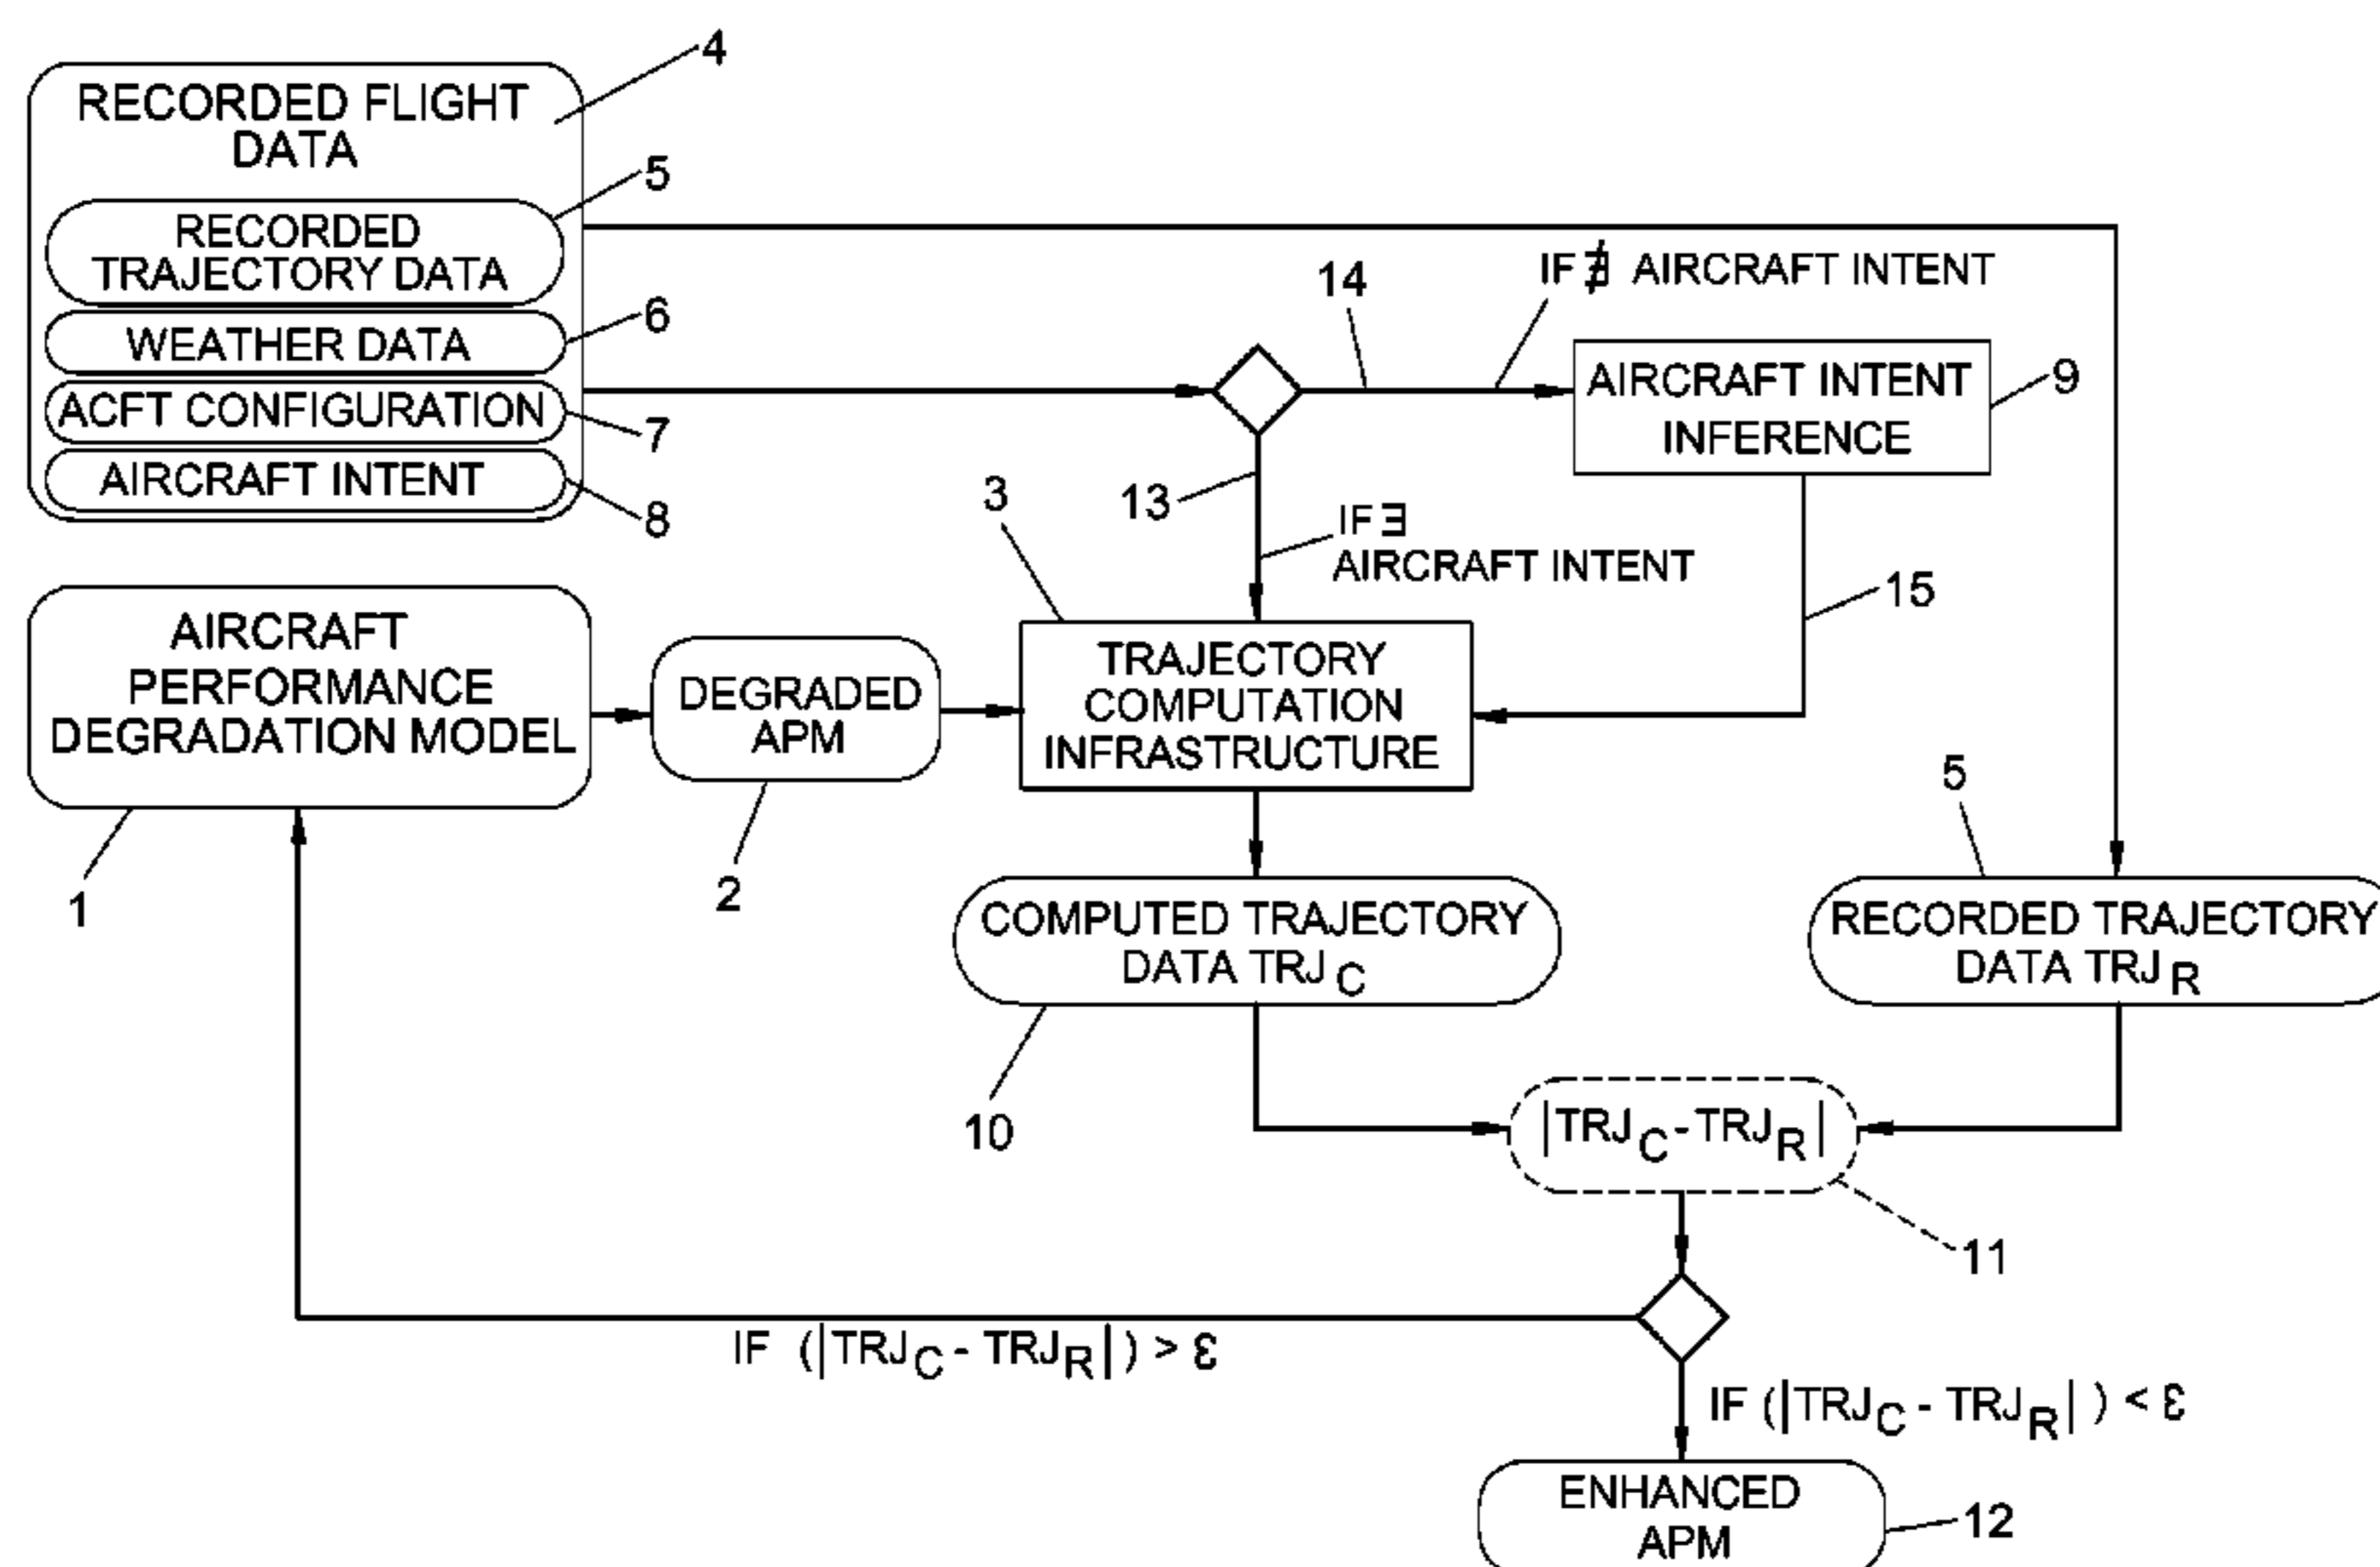 4
RECORDED FLIGHT
DATA
5
RECORDED
TRAJECTORY DATA
6
WEATHER DATA
ACFT CONFIGURATION
7
AIRCRAFT INTENT
8
14
IF ∄ AIRCRAFT INTENT
AIRCRAFT INTENT
INFERENCE
9
13
IF ∃
AIRCRAFT INTENT
3
15
AIRCRAFT
PERFORMANCE
DEGRADATION MODEL
1
DEGRADED
APM
2
TRAJECTORY
COMPUTATION
INFRASTRUCTURE
5
COMPUTED TRAJECTORY
DATA TRJ C
10
RECORDED TRAJECTORY
DATA TRJ R
|TRJ C - TRJ R|
11
IF (|TRJ C - TRJ R|) > ε
IF (|TRJ C - TRJ R|) < ε
ENHANCED
APM
12